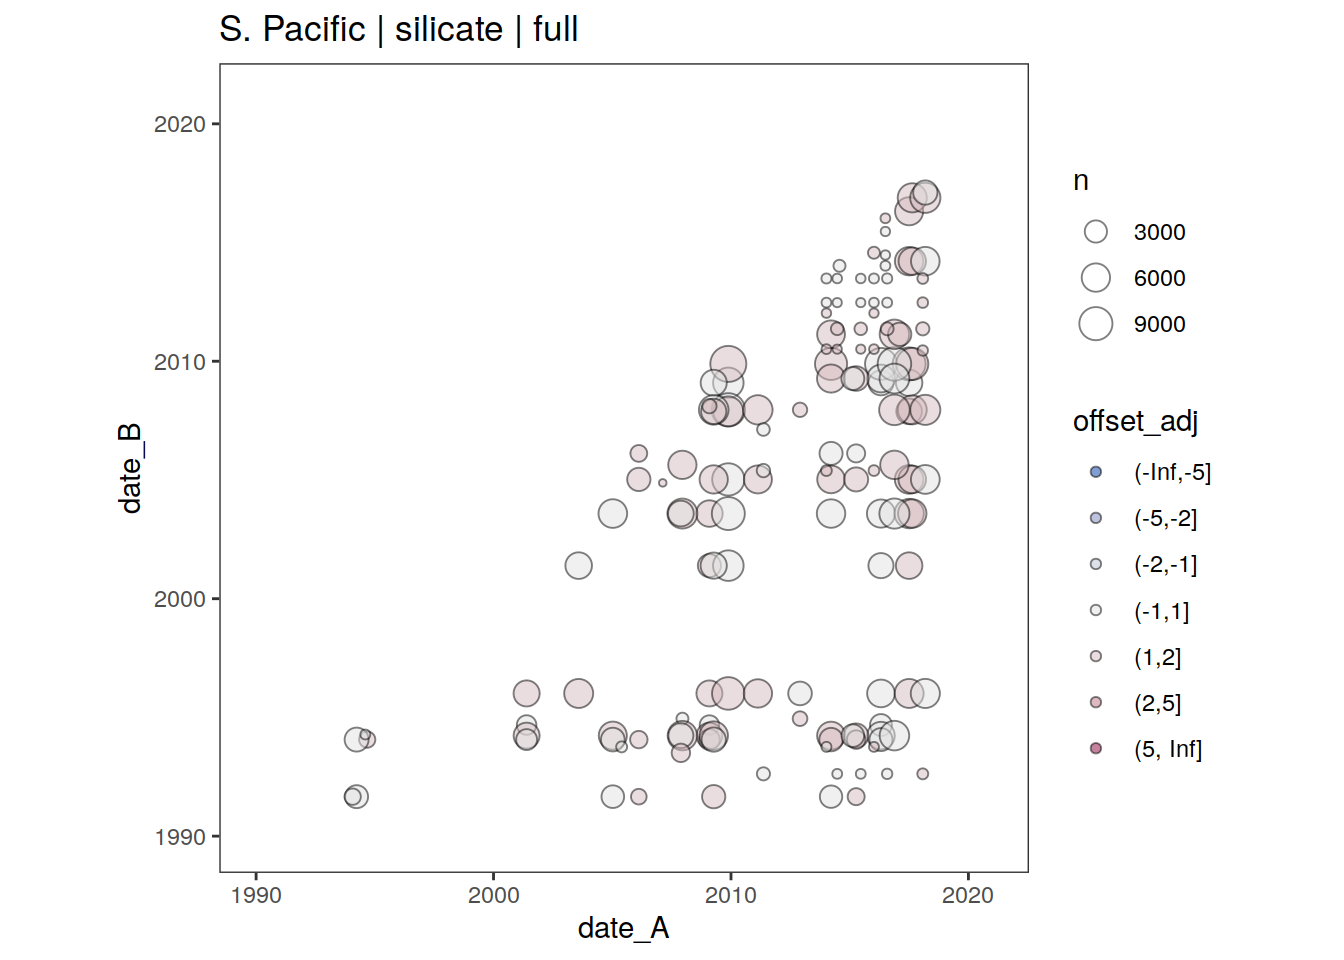 S. Pacific | silicate | full
date_B
2020
2010
2000
1990
1990
2000
2010
2020
date_A
n
3000
6000
9000
offset_adj
(-Inf,-5]
(-5,-2]
(-2,-1]
(-1,1]
(1,2]
(2,5]
(5, Inf]